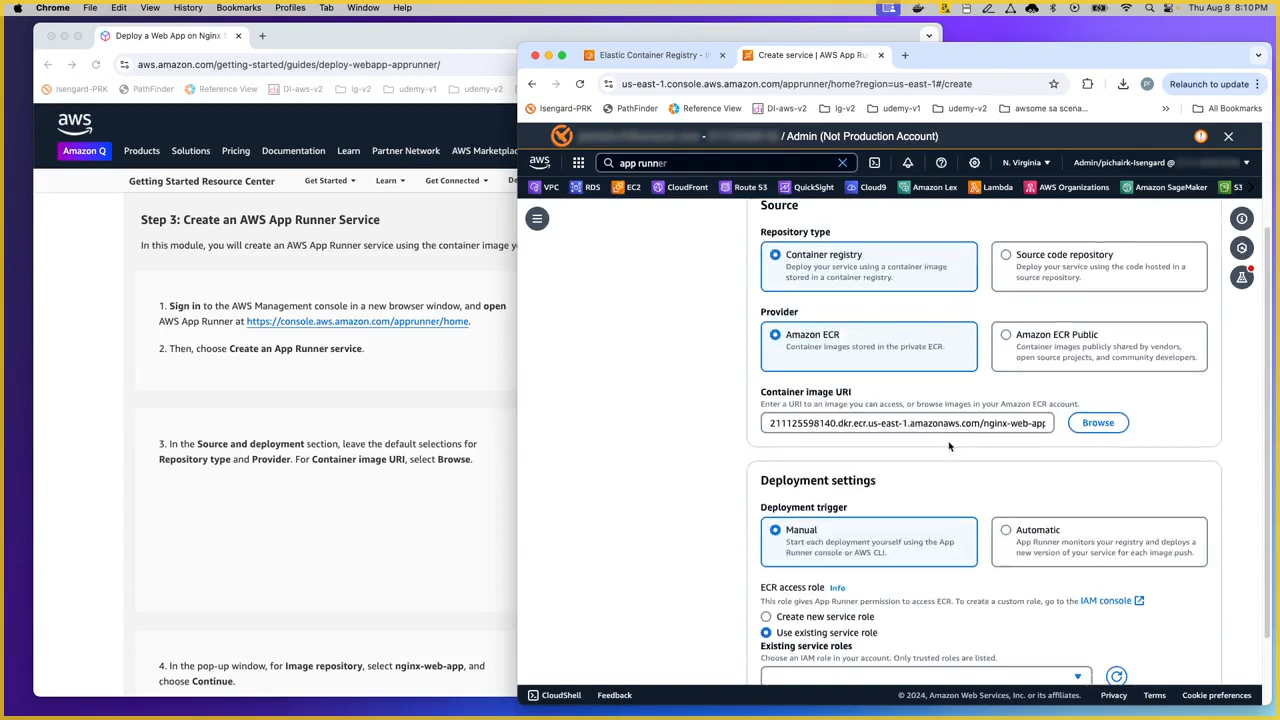 Chrome File Edit View History Bookmarks Profiles Tab Window Help
Thu Aug 8 8:10 PM
Deploy a Web App on Nginx S
aws.amazon.com/getting-started/guides/deploy-webapp-apprunner/
Isengard-PRK PathFinder Reference View DI-aws-v2 lg-v2 udemy-v1 udemy-v2
aws
Amazon Q Products Solutions Pricing Documentation Learn Partner Network AWS Marketplac
Getting Started Resource Center Get Started Learn Get Connected De
Step 3: Create an AWS App Runner Service
In this module, you will create an AWS App Runner service using the container image y
1. Sign in to the AWS Management console in a new browser window, and open
AWS App Runner at https://console.aws.amazon.com/apprunner/home.
2. Then, choose Create an App Runner service.
3. In the Source and deployment section, leave the default selections for
Repository type and Provider. For Container image URI, select Browse.
4. In the pop-up window, for Image repository, select nginx-web-app, and
choose Continue.
Elastic Container Registry - I
Create service | AWS App Ru
us-east-1.console.aws.amazon.com/apprunner/home?region=us-east-1#/create
Relaunch to update
Isengard-PRK PathFinder Reference View DI-aws-v2 lg-v2 udemy-v1 udemy-v2 awsome sa scena... All Bookmarks
/ Admin (Not Production Account)
aws
app runner
N. Virginia
Admin/pichairk-Isengard @
VPC RDS EC2 CloudFront Route 53 QuickSight Cloud9 Amazon Lex Lambda AWS Organizations Amazon SageMaker S3
Source
Repository type
Container registry
Deploy your service using a container image
stored in a container registry.
Source code repository
Deploy your service using the code hosted in a
source repository.
Provider
Amazon ECR
Container images stored in the private ECR.
Amazon ECR Public
Container images publicly shared by vendors,
open source projects, and community developers.
Container image URI
Enter a URI to an image you can access, or browse images in your Amazon ECR account.
211125598140.dkr.ecr.us-east-1.amazonaws.com/nginx-web-app
Browse
Deployment settings
Deployment trigger
Manual
Start each deployment yourself using the App
Runner console or AWS CLI.
Automatic
App Runner monitors your registry and deploys a
new version of your service for each image push.
ECR access role Info
This role gives App Runner permission to access ECR. To create a custom role, go to the IAM console
Create new service role
Use existing service role
Existing service roles
Choose an IAM role in your account. Only trusted roles are listed.
CloudShell Feedback
© 2024, Amazon Web Services, Inc. or its affiliates. Privacy Terms Cookie preferences